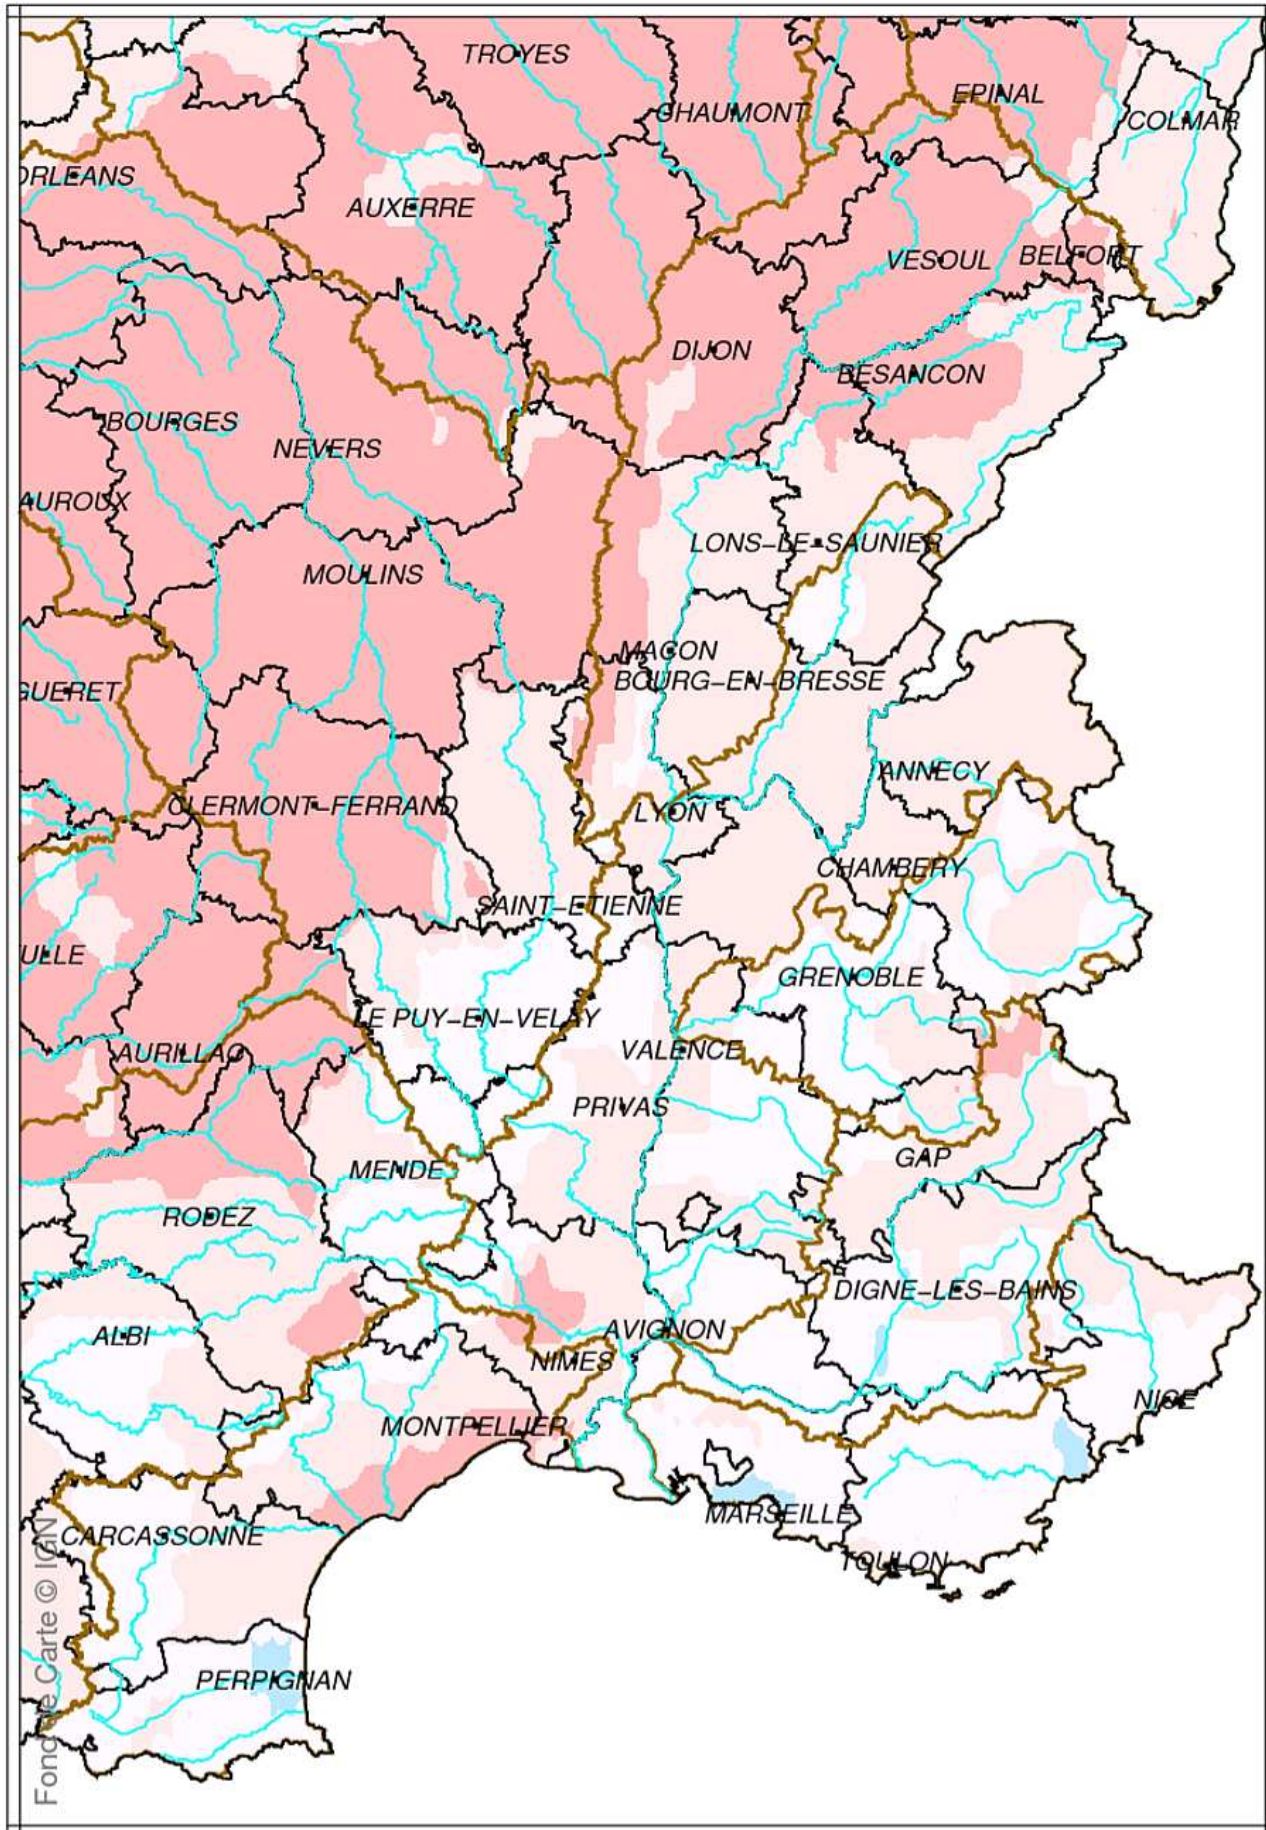 TROYES
CHAUMONT
EPINAL
COLMAR
ORLEANS
AUXERRE
VESOUL
BELFORT
DIJON
BESANCON
BOURGES
NEVERS
AUROUX
LONS-LE-SAUNIER
MOULINS
MACON
BOURG-EN-BRESSE
GUERET
ANNECY
CLERMONT-FERRAND
LYON
CHAMBERY
SAINT-ETIENNE
ULLE
GRENOBLE
LE PUY-EN-VELAY
AURILLAC
VALENCE
PRIVAS
GAP
MENDE
RODEZ
DIGNE-LES-BAINS
ALBI
AVIGNON
NIMES
NICE
MONTPELLIER
MARSEILLE
CARCASSONNE
TOULON
PERPIGNAN
Fond de Carte © IGN